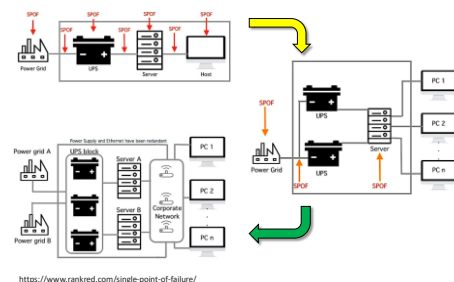 SPOF
SPOF
SPOF
SPOF
SPOF
SPOF
SPOF
Power Grid
UPS
Server
Host
PC 1
PC 2
PC n
SPOF
UPS
Server
Power Grid
UPS
SPOF
SPOF
Power Supply and Ethernet have been redundant
Power grid A
UPS block
Server A
PC 1
PC 2
Server B
Corporate
Network
Power grid B
PC n
https://www.rankred.com/single-point-of-failure/